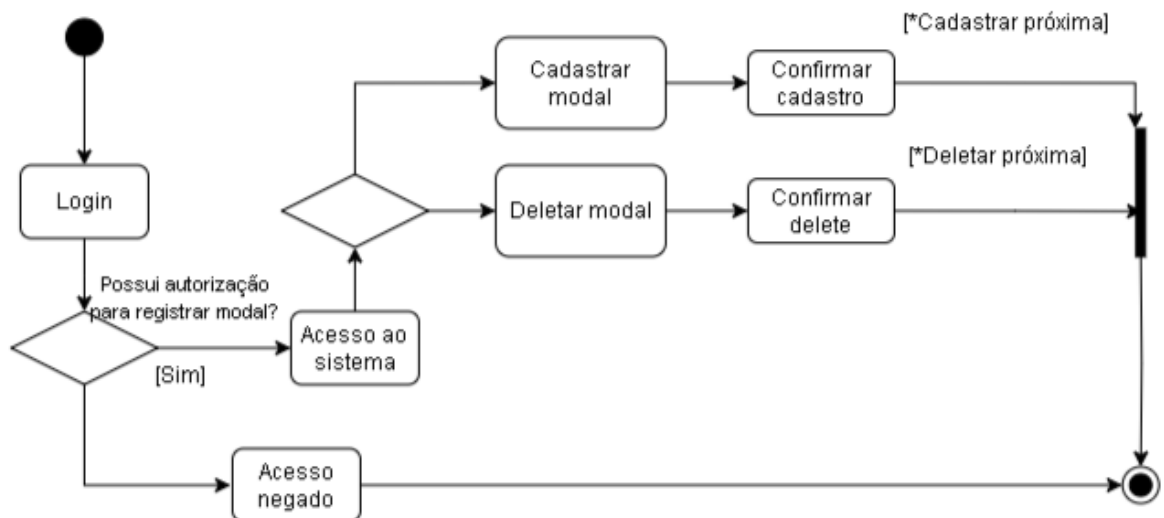 [*Cadastrar próxima]
Cadastrar
modal
Confirmar
cadastro
[*Deletar próxima]
Login
Deletar modal
Confirmar
delete
Possui autorização
para registrar modal?
Acesso ao
sistema
[Sim]
Acesso
negado